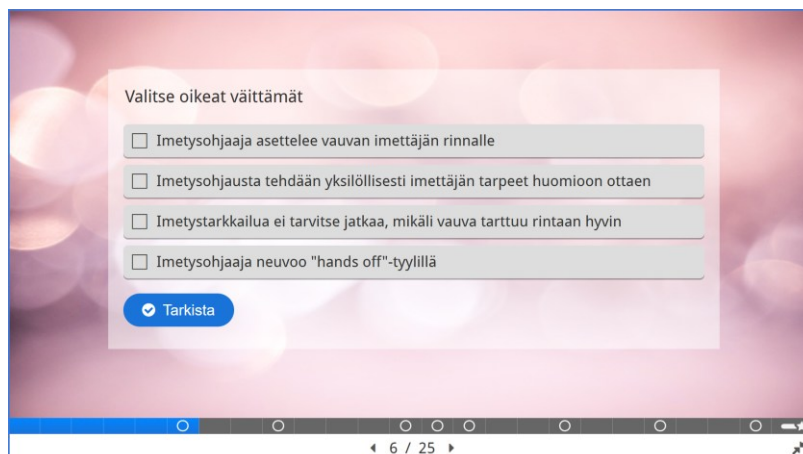 Valitse oikeat väittämät
Imetysohjaaja asettelee vauvan imettäjän rinnalle
Imetysohjausta tehdään yksilöllisesti imettäjän tarpeet huomioon ottaen
Imetystarkkailua ei tarvitse jatkaa, mikäli vauva tarttuu rintaan hyvin
Imetysohjaaja neuvoo "hands off"-tyylillä
Tarkista
6 / 25